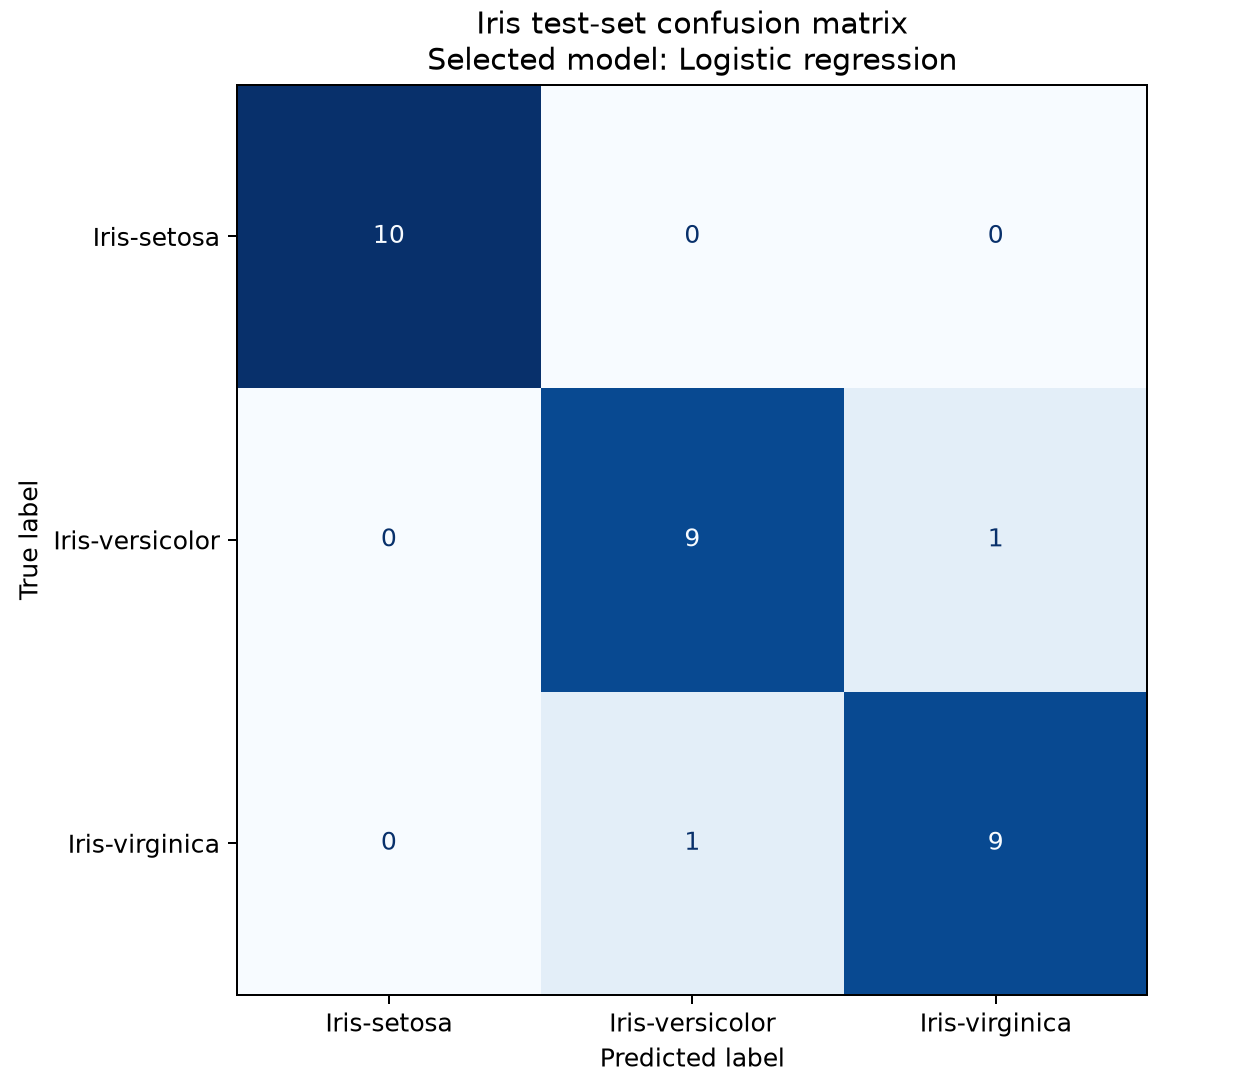 Iris test-set confusion matrix
Selected model: Logistic regression
Iris-setosa
10
0
0
True label
Iris-versicolor
0
9
1
Iris-virginica
0
1
9
Iris-setosa
Iris-versicolor
Iris-virginica
Predicted label